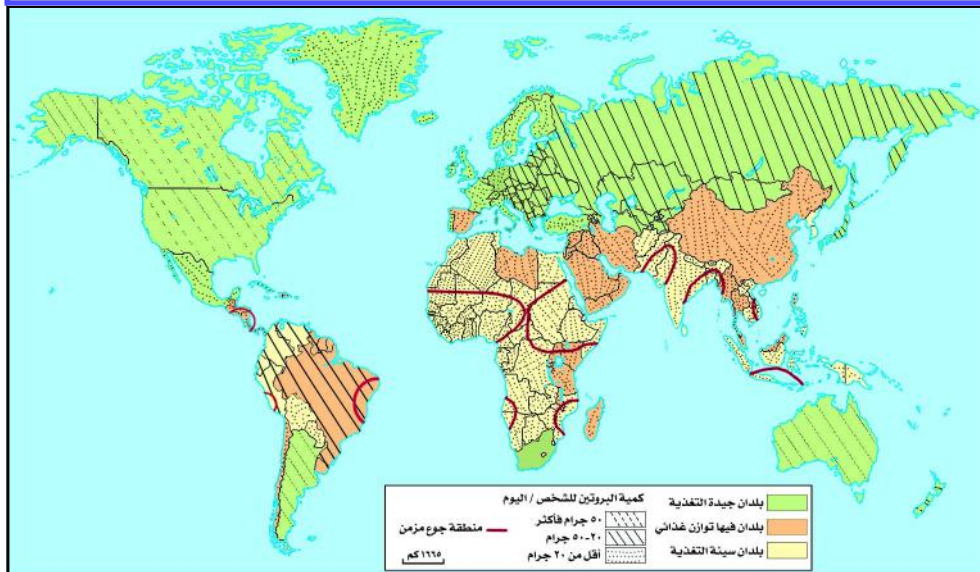 بلدان جيدة التغذية
بلدان فيها توازن غذائي
بلدان سيئة التغذية
كمية البروتين للشخص / اليوم
٥٠ جرام فأكثر
٢٠-٥٠ جرام
أقل من ٢٠ جرام
منطقة جوع مزمن
١٦٦٥ كم